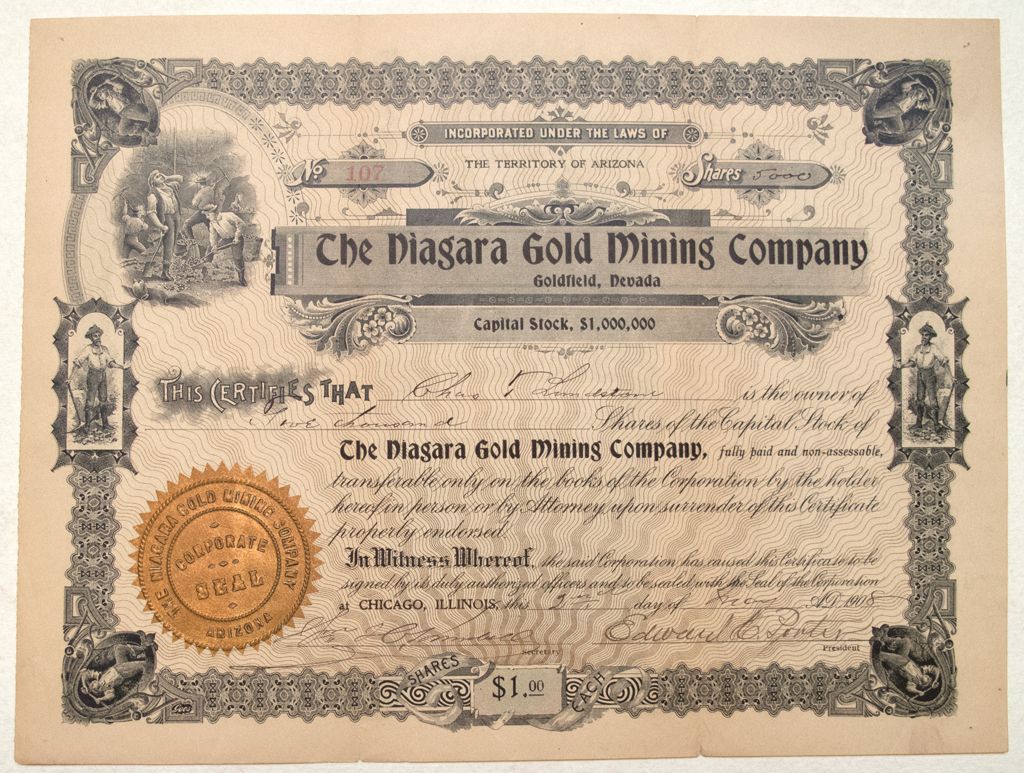 INCORPORATED UNDER THE LAWS OF
THE TERRITORY OF ARIZONA
No 107
Shares 5000
The Niagara Gold Mining Company
Goldfield, Nevada
Capital Stock, $1,000,000
THIS CERTIFIES THAT Chas is the owner of
Five thousand Shares of the Capital Stock of
The Niagara Gold Mining Company, fully paid and non-assessable,
transferable only on the books of the Corporation by the holder
hereof in person or by Attorney upon surrender of this Certificate
properly endorsed.
In Witness Whereof, the said Corporation has caused this Certificate to be
signed by its duly authorized officers and to be sealed with the Seal of the Corporation
at CHICAGO, ILLINOIS, this 2nd day of Nov A.D. 1908
Edward C. Porter
Secretary
President
THE NIAGARA GOLD MINING COMPANY
CORPORATE
SEAL
ARIZONA
SHARES $1.00 EACH
Goes